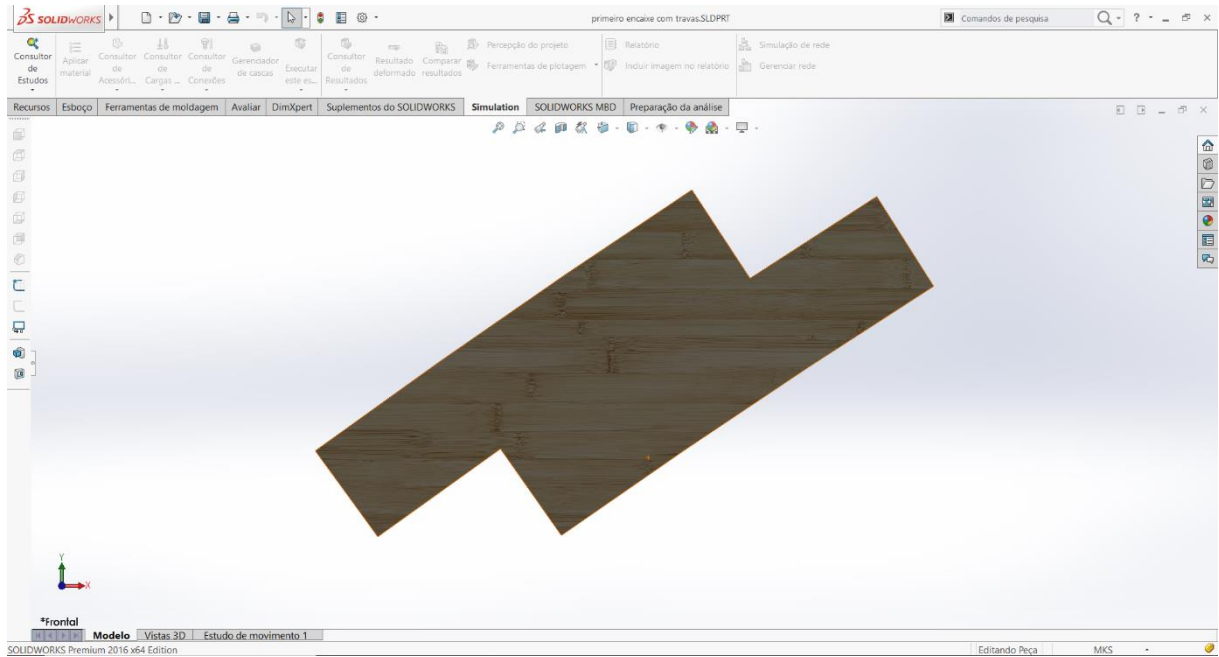 SOLIDWORKS
primeiro encaixe com travas.SLDPRT
Comandos de pesquisa
?
Consultor de Estudos
Aplicar material
Consultor de Acessóri...
Consultor de Cargas ...
Consultor de Conexões
Gerenciador de cascas
Executar este es...
Consultor de Resultados
Resultado deformado
Comparar resultados
Percepção do projeto
Ferramentas de plotagem
Relatório
Incluir imagem no relatório
Simulação de rede
Gerenciar rede
Recursos Esboço Ferramentas de moldagem Avaliar DimXpert Suplementos do SOLIDWORKS Simulation SOLIDWORKS MBD Preparação da análise
Y
X
*Frontal
Modelo Vistas 3D Estudo de movimento 1
SOLIDWORKS Premium 2016 x64 Edition Editando Peça MKS